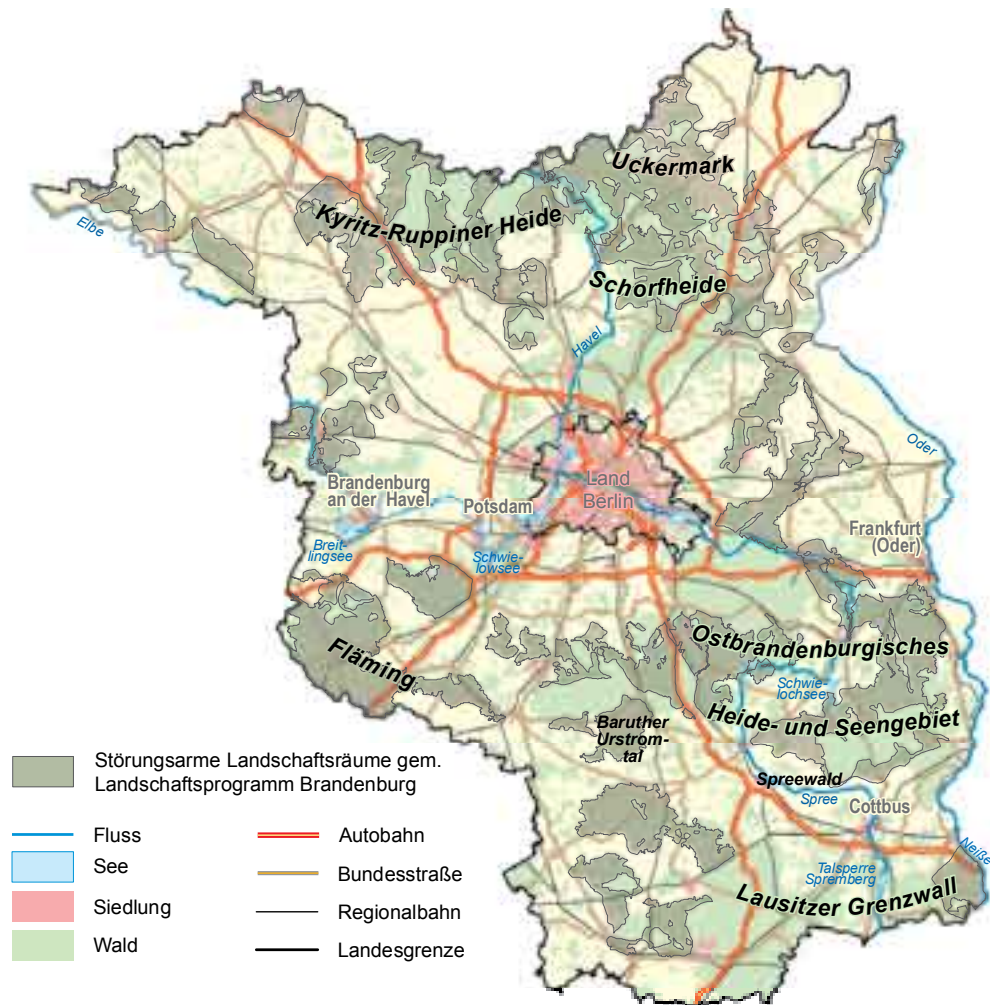 Uckermark
Kyritz-Ruppiner Heide
Elbe
Schorfheide
Havel
Oder
Land
Berlin
Brandenburg
an der Havel
Potsdam
Frankfurt
(Oder)
Breit-
lingsee
Schwie-
lowsee
Fläming
Ostbrandenburgisches
Schwie-
lochsee
Heide- und Seengebiet
Baruther
Urstrom-
tal
Spreewald
Spree
Cottbus
Neiße
Talsperre
Spremberg
Lausitzer Grenzwall
Störungsarme Landschaftsräume gem.
Landschaftsprogramm Brandenburg
Fluss
See
Siedlung
Wald
Autobahn
Bundesstraße
Regionalbahn
Landesgrenze